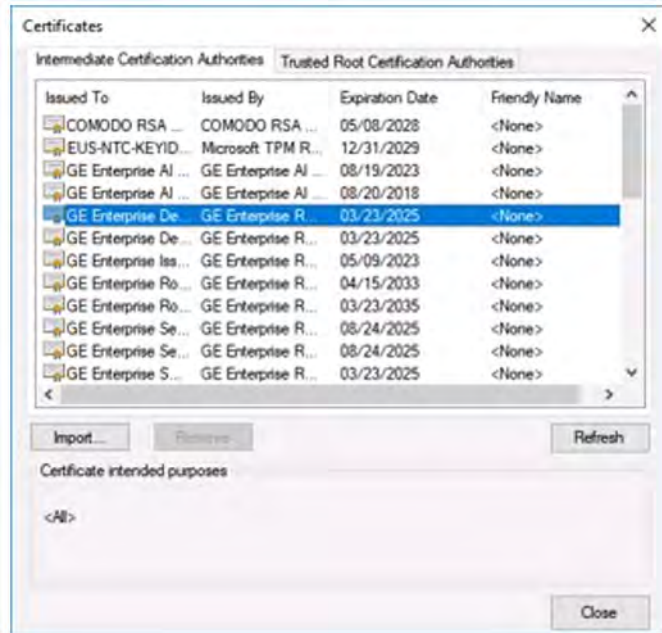 Certificates
Intermediate Certification Authorities Trusted Root Certification Authorities
Issued To Issued By Expiration Date Friendly Name
COMODO RSA ... COMODO RSA ... 05/08/2028 <None>
EUS-NTC-KEYID... Microsoft TPM R... 12/31/2029 <None>
GE Enterprise AI ... GE Enterprise AI ... 08/19/2023 <None>
GE Enterprise AI ... GE Enterprise AI ... 08/20/2018 <None>
GE Enterprise De... GE Enterprise R... 03/23/2025 <None>
GE Enterprise De... GE Enterprise R... 03/23/2025 <None>
GE Enterprise Iss... GE Enterprise R... 05/09/2023 <None>
GE Enterprise Ro... GE Enterprise R... 04/15/2033 <None>
GE Enterprise Ro... GE Enterprise R... 03/23/2035 <None>
GE Enterprise Se... GE Enterprise R... 08/24/2025 <None>
GE Enterprise Se... GE Enterprise R... 08/24/2025 <None>
GE Enterprise S... GE Enterprise R... 03/23/2025 <None>
Import... Remove Refresh
Certificate intended purposes
<All>
Close